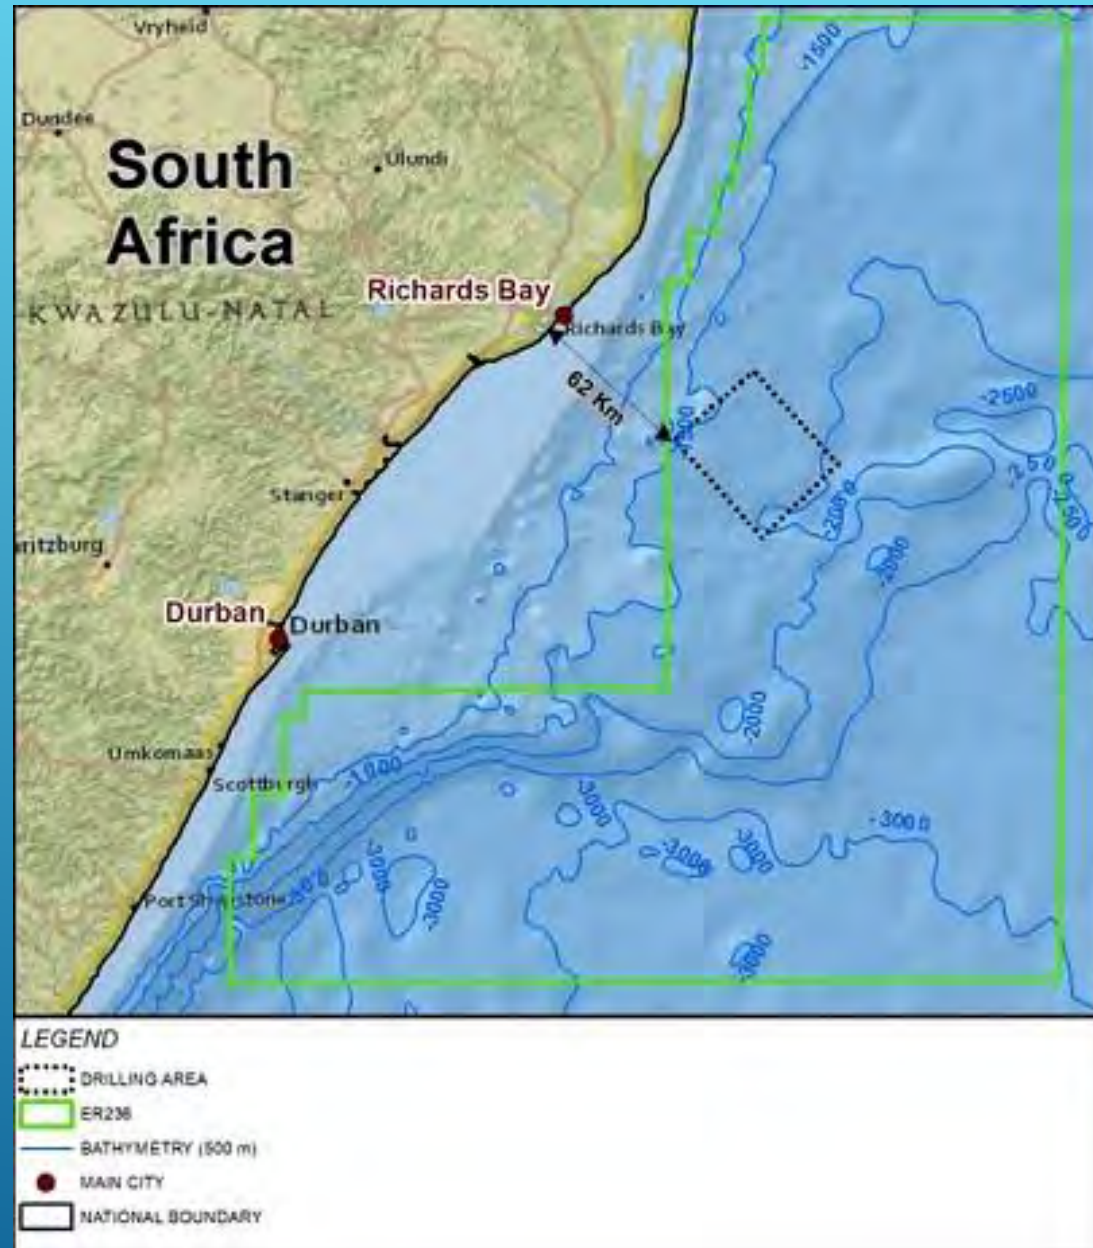 Vryheid
-1500
Dundee
South
Africa
Ulundi
Richards Bay
KWAZULU-NATAL
Richards Bay
62 Km
-2500
Stanger
ritzburg
-2000
Durban
Durban
-2000
Umkomaas
-1000
Scottburgh
-3000
-3000
-3000
-3000
-3000
-3000
-3000
LEGEND
DRILLING AREA
ER236
BATHYMETRY (500 m)
MAIN CITY
NATIONAL BOUNDARY